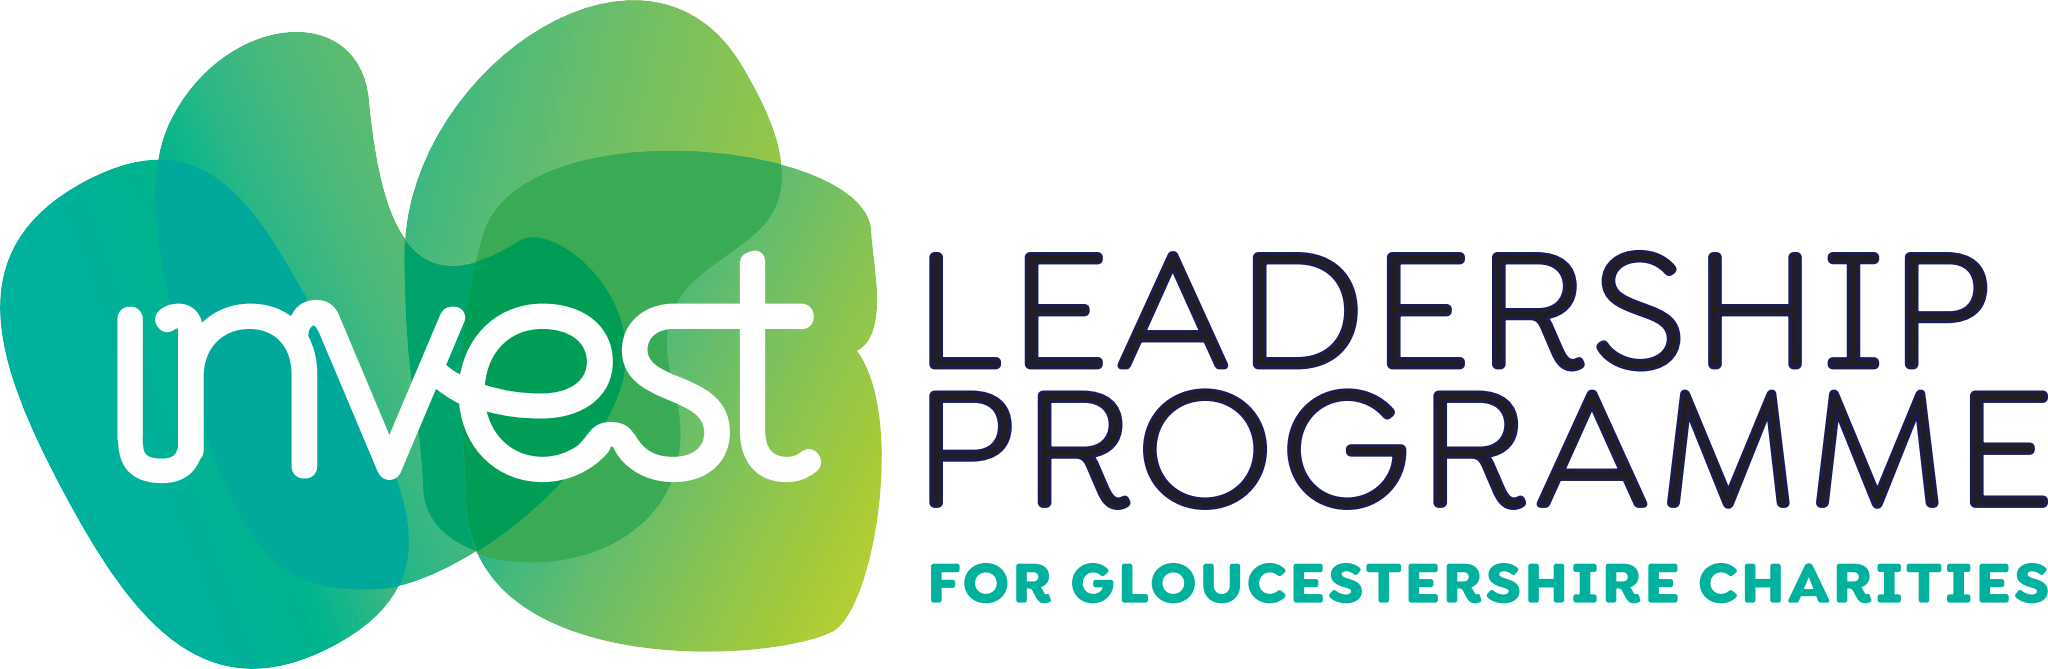 invest
LEADERSHIP
PROGRAMME
FOR GLOUCESTERSHIRE CHARITIES